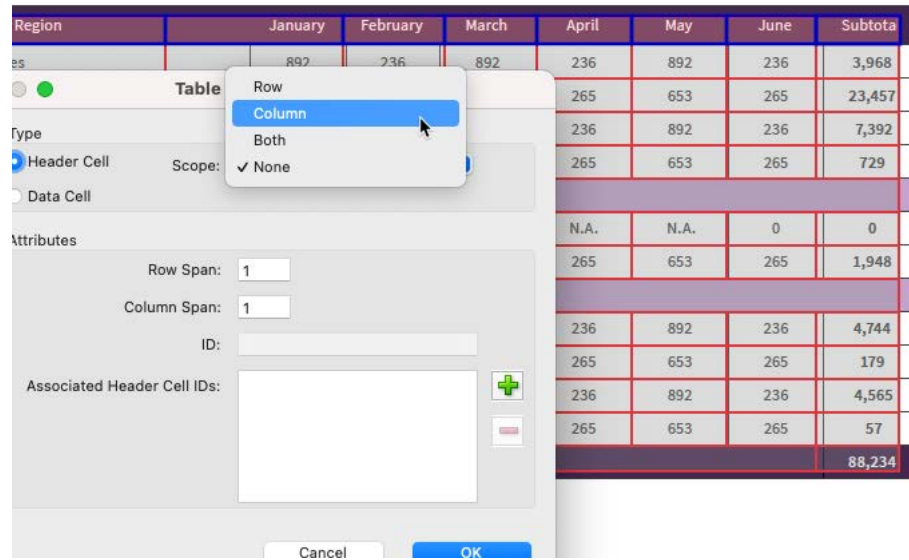 Region January February March April May June Subtota
es 892 236 892 236 892 236 3,968
Table
Row
Column
Both
✓ None
265 653 265 23,457
Type
236 892 236 7,392
Header Cell Scope:
265 653 265 729
Data Cell
Attributes
N.A. N.A. 0 0
Row Span: 1
265 653 265 1,948
Column Span: 1
ID:
236 892 236 4,744
265 653 265 179
Associated Header Cell IDs:
236 892 236 4,565
265 653 265 57
88,234
Cancel OK